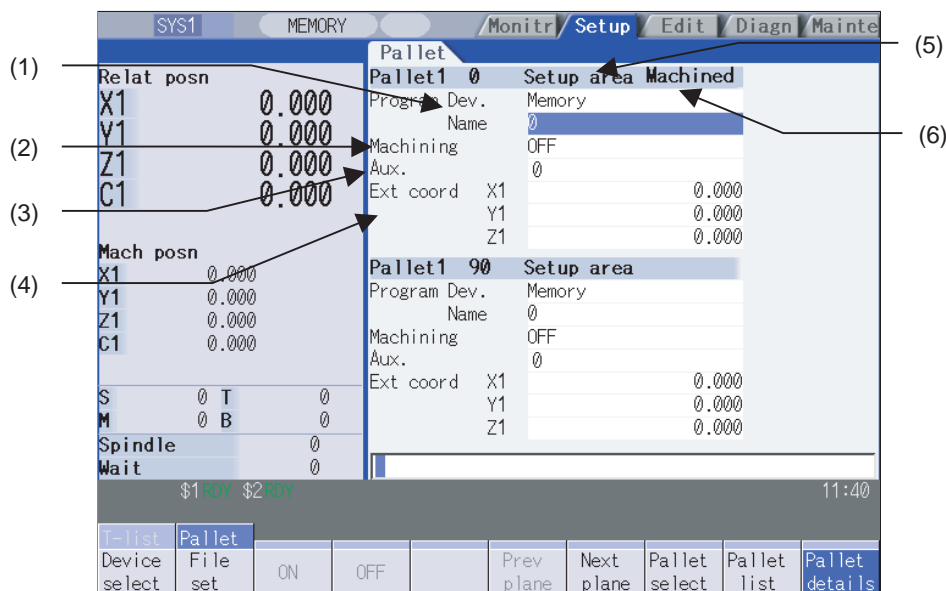 SYS1 MEMORY Monitr Setup Edit Diagn Mainte
Pallet
(1)
(2)
(3)
(4)
(5)
(6)
Relat posn
X1 0.000
Y1 0.000
Z1 0.000
C1 0.000
Mach posn
X1 0.000
Y1 0.000
Z1 0.000
C1 0.000
S 0 T 0
M 0 B 0
Spindle 0
Wait 0
Pallet1 0 Setup area Machined
Program Dev. Memory
Name 0
Machining OFF
Aux. 0
Ext coord X1 0.000
Y1 0.000
Z1 0.000
Pallet1 90 Setup area
Program Dev. Memory
Name 0
Machining OFF
Aux. 0
Ext coord X1 0.000
Y1 0.000
Z1 0.000
$1 RDY $2 RDY 11:40
T-list Pallet
Device select
File set
ON
OFF
Prev plane
Next plane
Pallet select
Pallet list
Pallet details